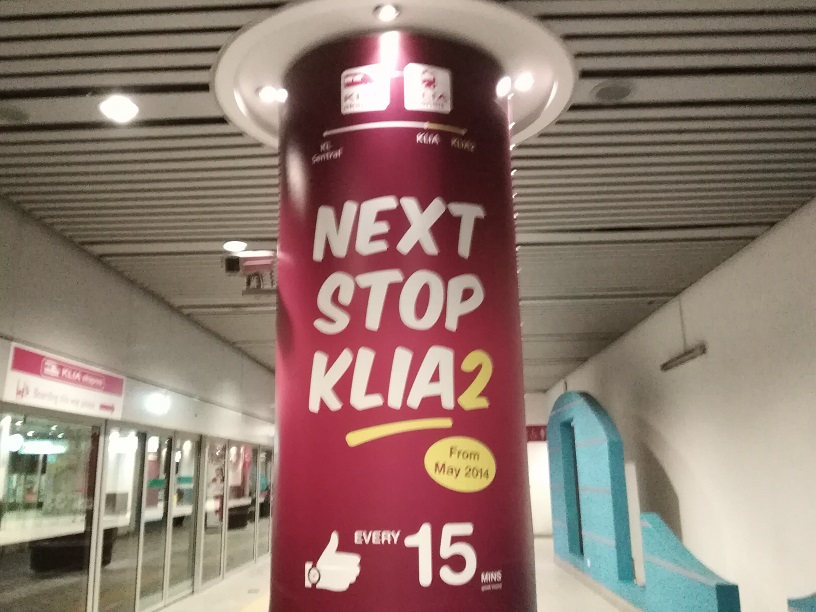 KL
Sentral
KLIA
KLIA2
NEXT
STOP
KLIA2
From
May 2014
EVERY 15
MINS
KLIA ekspres